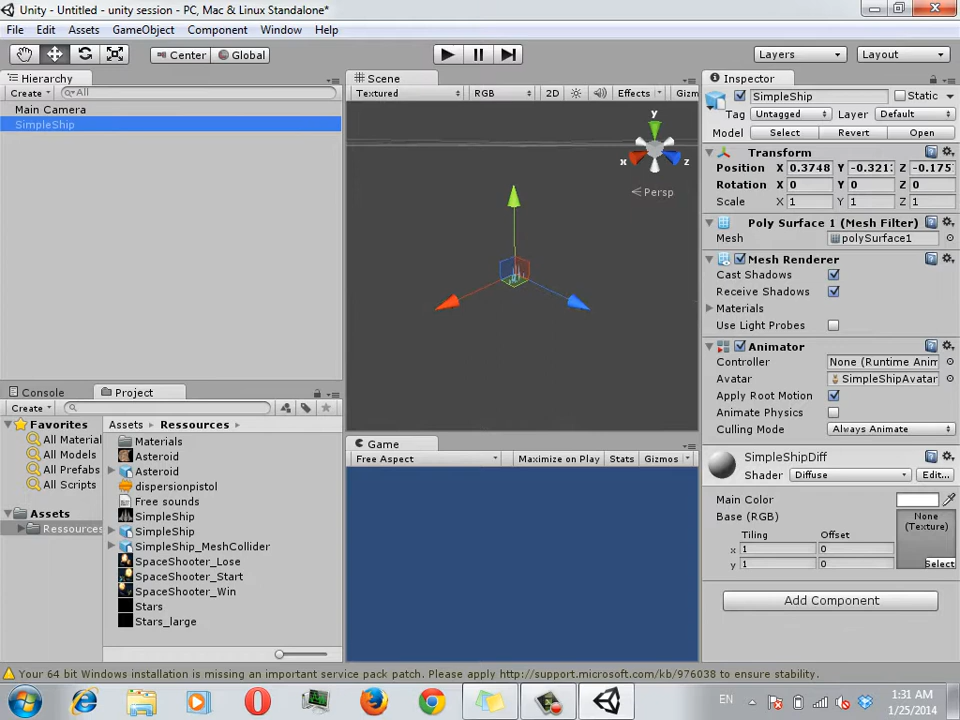 Unity - Untitled - unity session - PC, Mac & Linux Standalone*
File Edit Assets GameObject Component Window Help
Center Global Layers Layout
Hierarchy
Create All
Main Camera
SimpleShip
Scene
Textured RGB 2D Effects Gizm
y
x z
Persp
Inspector
SimpleShip Static
Tag Untagged Layer Default
Model Select Revert Open
Transform
Position X 0.3748 Y -0.321 Z -0.175
Rotation X 0 Y 0 Z 0
Scale X 1 Y 1 Z 1
Poly Surface 1 (Mesh Filter)
Mesh polySurface1
Mesh Renderer
Cast Shadows
Receive Shadows
Materials
Use Light Probes
Animator
Controller None (Runtime Anim
Avatar SimpleShipAvatar
Apply Root Motion
Animate Physics
Culling Mode Always Animate
SimpleShipDiff
Shader Diffuse Edit...
Main Color
Base (RGB) None
(Texture)
Tiling Offset
x 1 0
y 1 0 Select
Add Component
Console Project
Create
Favorites
All Material
All Models
All Prefabs
All Scripts
Assets
Ressources
Assets Ressources
Materials
Asteroid
Asteroid
dispersionpistol
Free sounds
SimpleShip
SimpleShip
SimpleShip_MeshCollider
SpaceShooter_Lose
SpaceShooter_Start
SpaceShooter_Win
Stars
Stars_large
Game
Free Aspect Maximize on Play Stats Gizmos
Your 64 bit Windows installation is missing an important service pack patch. Please apply http://support.microsoft.com/kb/976038 to ensure stability.
EN 1:31 AM
1/25/2014